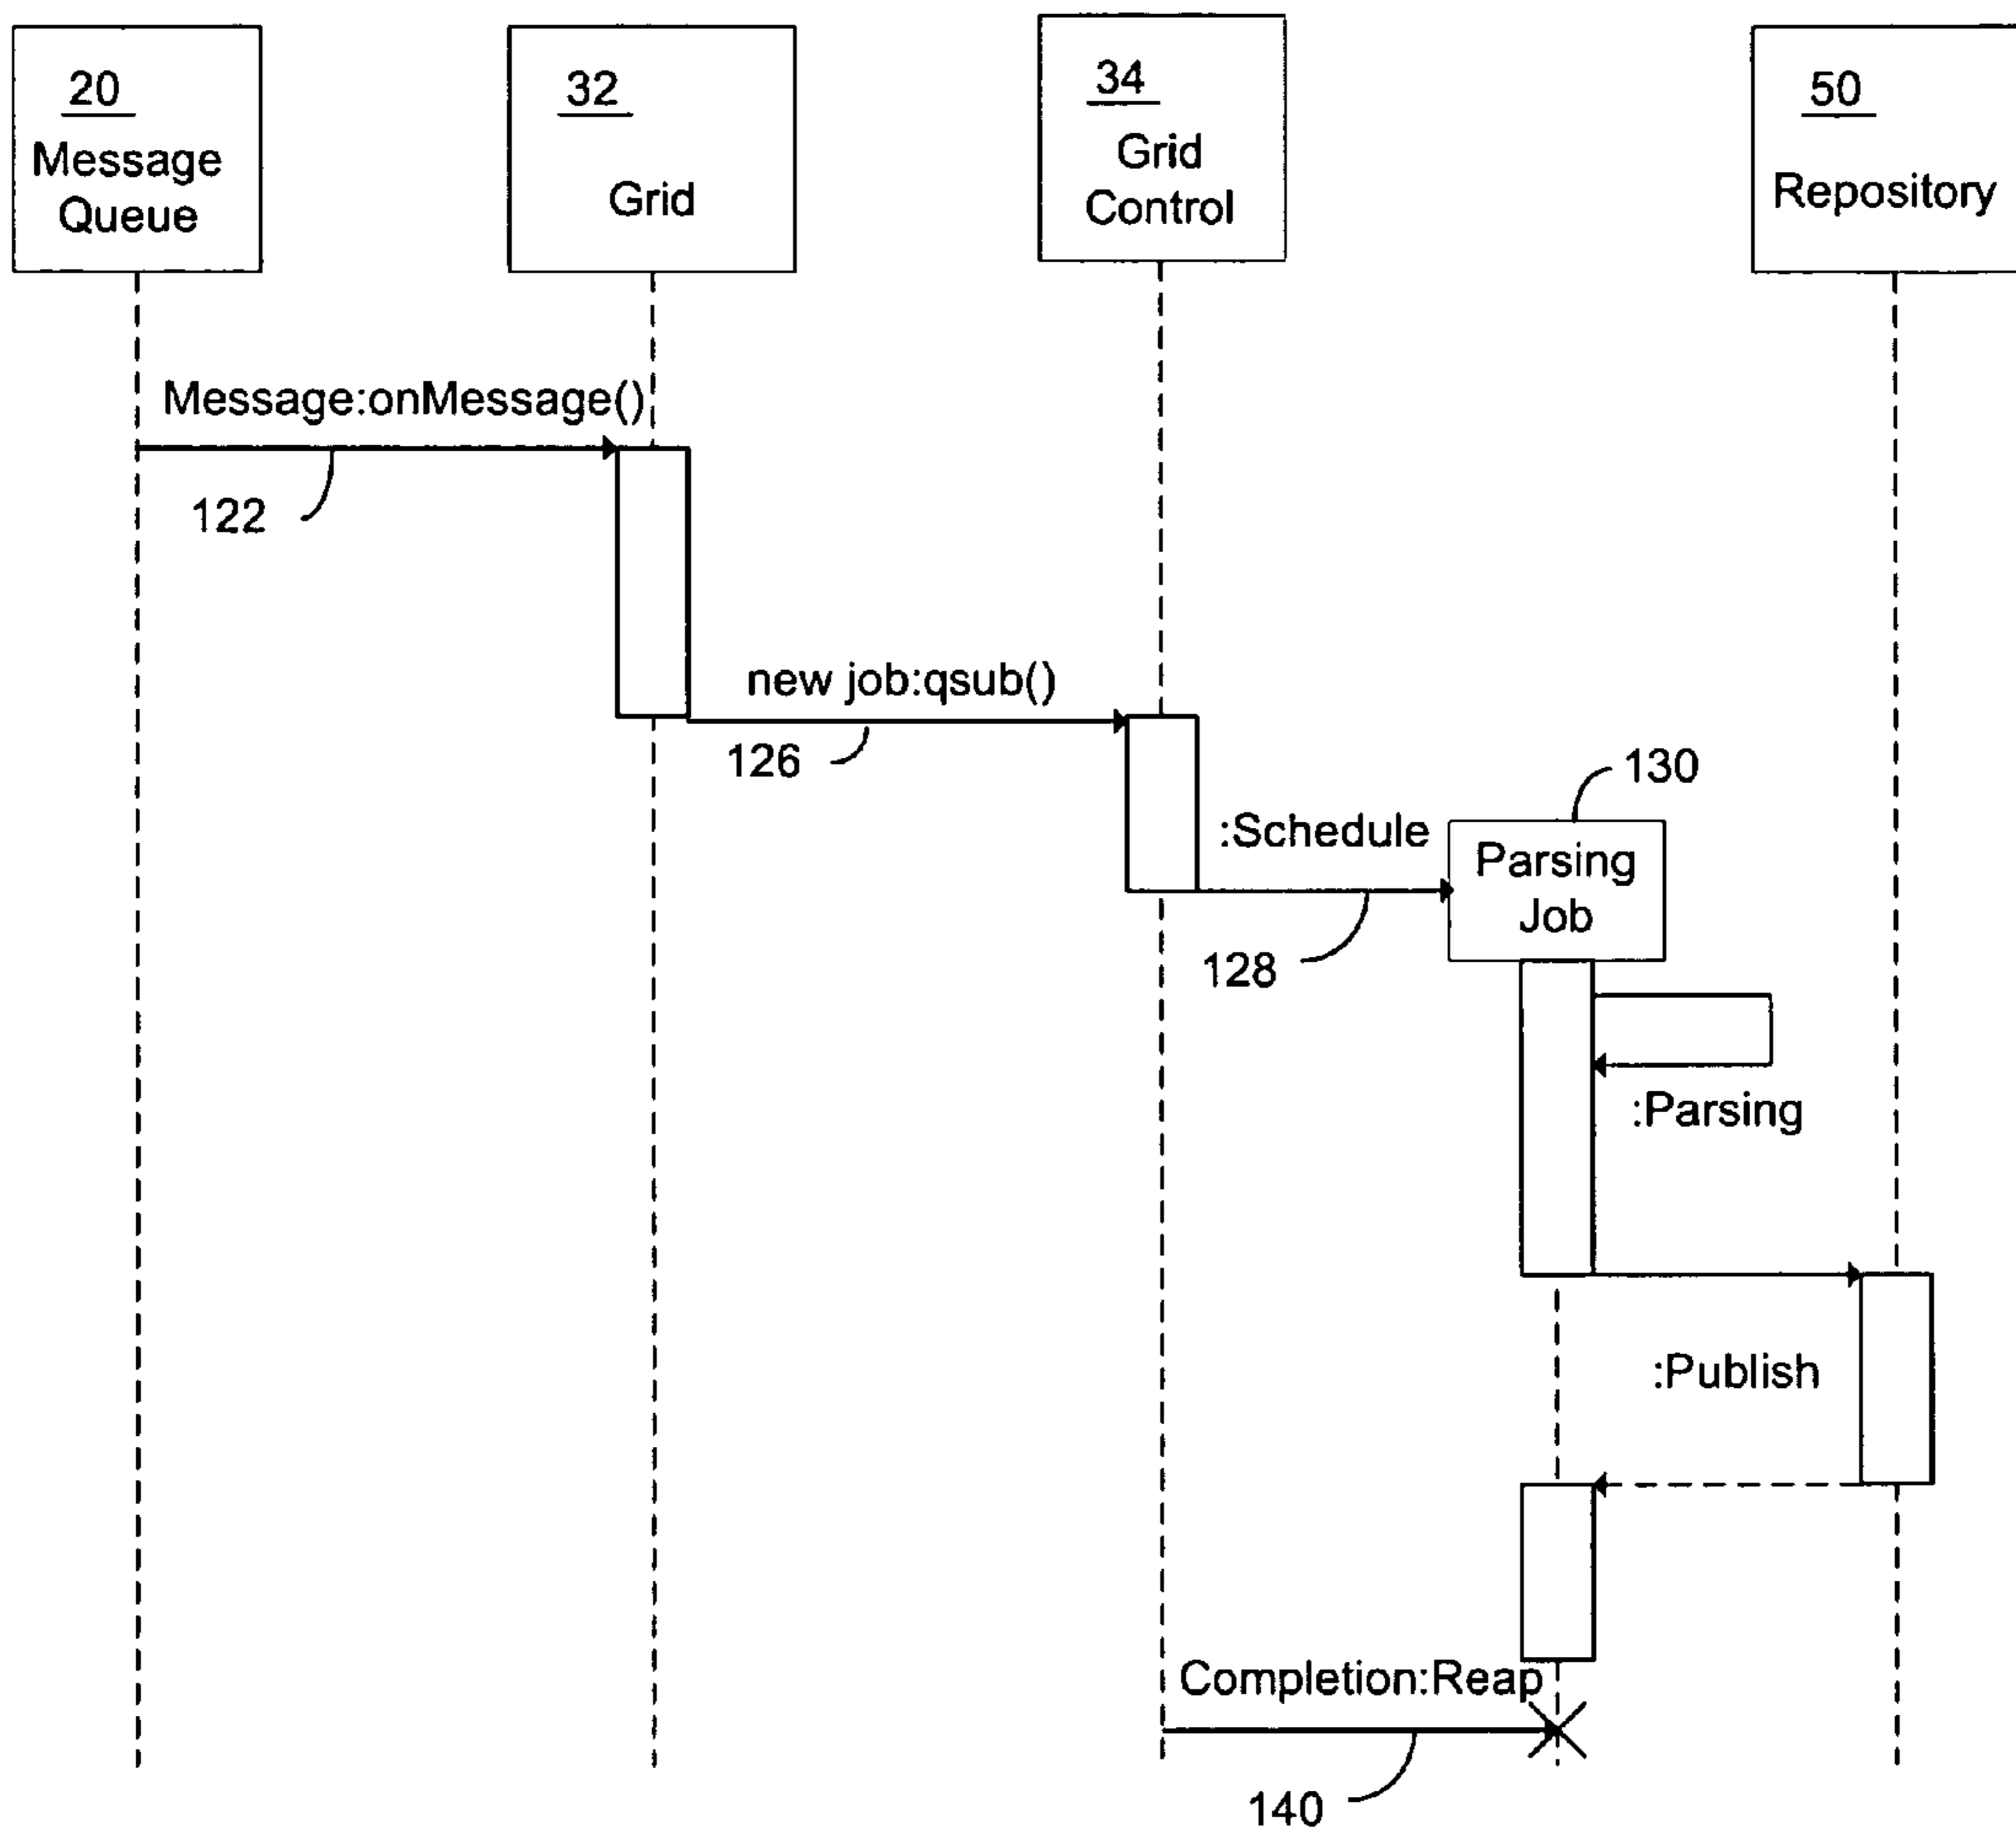 20
Message
Queue
32
Grid
34
Grid
Control
50
Repository
Message:onMessage()
122
new job:qsub()
126
130
:Schedule
Parsing
Job
128
:Parsing
:Publish
Completion:Reap
140